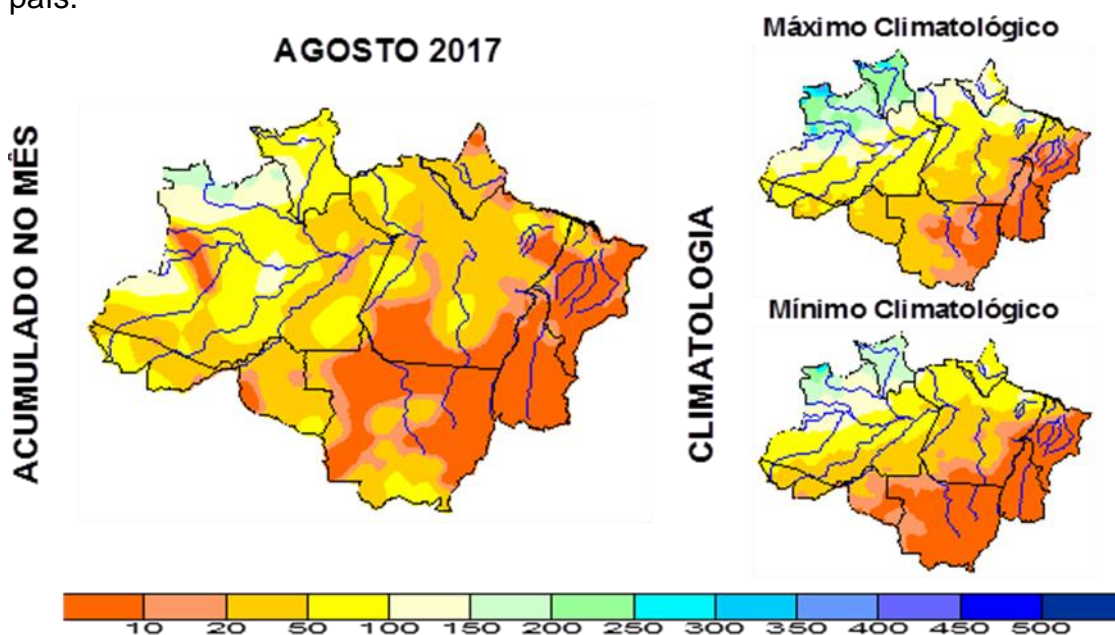 país.
AGOSTO 2017
ACUMULADO NO MÊS
CLIMATOLOGIA
Máximo Climatológico
Mínimo Climatológico
10 20 50 100 150 200 250 300 350 400 450 500